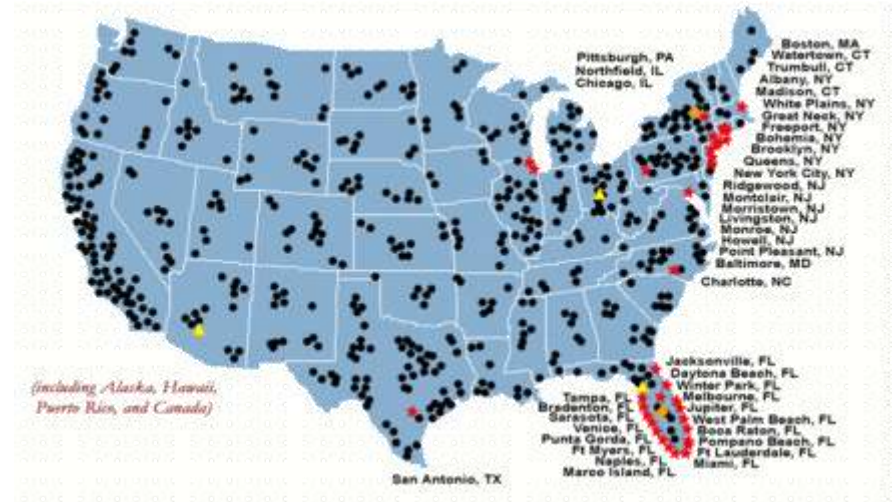 Pittsburgh, PA
Northfield, IL
Chicago, IL
Boston, MA
Watertown, CT
Trumbull, CT
Albany, NY
Madison, CT
White Plains, NY
Great Neck, NY
Freeport, NY
Bohemia, NY
Brooklyn, NY
Queens, NY
New York City, NY
Ridgewood, NJ
Montclair, NJ
Morristown, NJ
Livingston, NJ
Monroe, NJ
Howell, NJ
Point Pleasant, NJ
Baltimore, MD
Charlotte, NC
(including Alaska, Hawaii,
Puerto Rico, and Canada)
Jacksonville, FL
Daytona Beach, FL
Winter Park, FL
Melbourne, FL
Jupiter, FL
West Palm Beach, FL
Boca Raton, FL
Pompano Beach, FL
Ft Lauderdale, FL
Miami, FL
Tampa, FL
Bradenton, FL
Sarasota, FL
Venice, FL
Punta Gorda, FL
Ft Myers, FL
Naples, FL
Marco Island, FL
San Antonio, TX